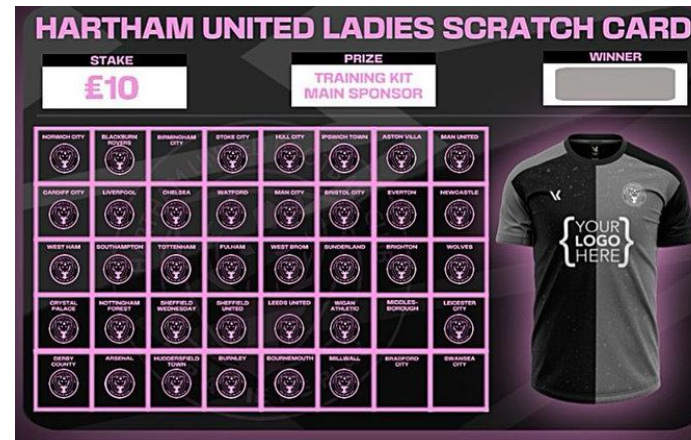 HARTHAM UNITED LADIES SCRATCH CARD
STAKE
£10
PRIZE
TRAINING KIT
MAIN SPONSOR
WINNER
NORWICH CITY
BLACKBURN
ROVERS
BIRMINGHAM
CITY
STOKE CITY
HULL CITY
IPSWICH TOWN
ASTON VILLA
MAN UNITED
CARDIFF CITY
LIVERPOOL
CHELSEA
WATFORD
MAN CITY
BRISTOL CITY
EVERTON
NEWCASTLE
WEST HAM
SOUTHAMPTON
TOTTENHAM
FULHAM
WEST BROM
SUNDERLAND
BRIGHTON
WOLVES
CRYSTAL
PALACE
NOTTINGHAM
FOREST
SHEFFIELD
WEDNESDAY
SHEFFIELD
UNITED
LEEDS UNITED
WIGAN
ATHLETIC
MIDDLES-
BOROUGH
LEICESTER
CITY
DERBY
COUNTY
ARSENAL
HUDDERSFIELD
TOWN
BURNLEY
BOURNEMOUTH
MILLWALL
BRADFORD
CITY
SWANSEA
CITY
{YOUR
LOGO
HERE}